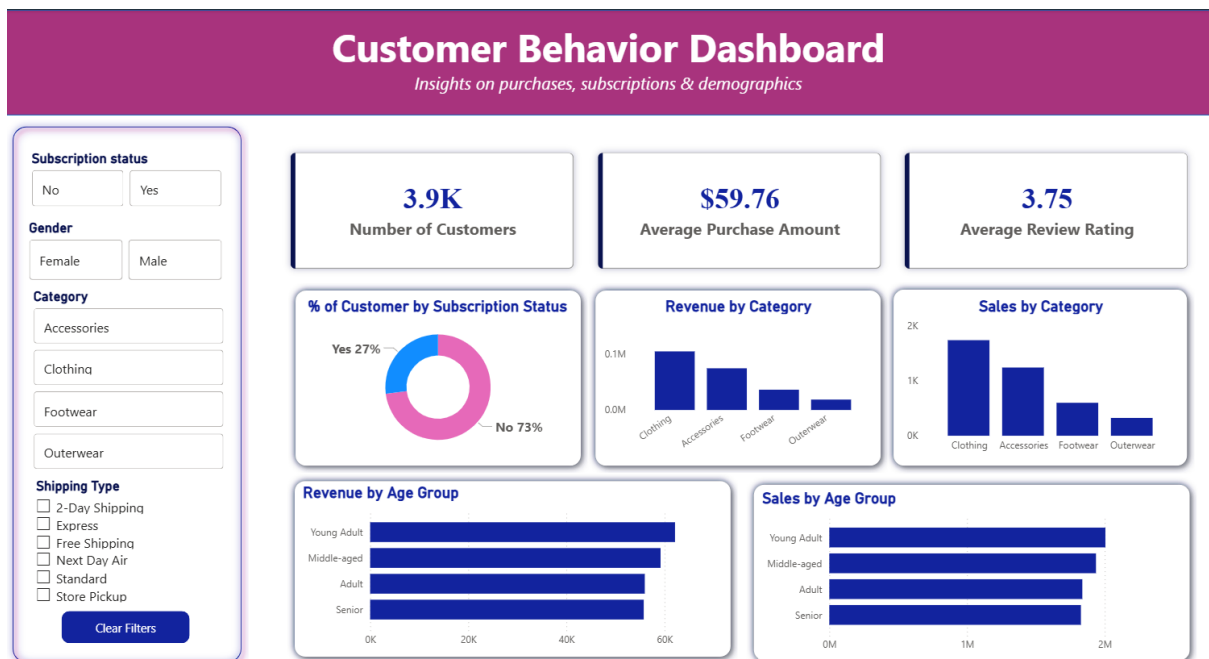 Customer Behavior Dashboard
Insights on purchases, subscriptions & demographics
Subscription status
No
Yes
Gender
Female
Male
Category
Accessories
Clothing
Footwear
Outerwear
Shipping Type
2-Day Shipping
Express
Free Shipping
Next Day Air
Standard
Store Pickup
Clear Filters
3.9K
Number of Customers
$59.76
Average Purchase Amount
3.75
Average Review Rating
% of Customer by Subscription Status
Yes 27%
No 73%
Revenue by Category
0.1M
0.0M
Clothing
Accessories
Footwear
Outerwear
Sales by Category
2K
1K
0K
Clothing
Accessories
Footwear
Outerwear
Revenue by Age Group
Young Adult
Middle-aged
Adult
Senior
0K
20K
40K
60K
Sales by Age Group
Young Adult
Middle-aged
Adult
Senior
0M
1M
2M